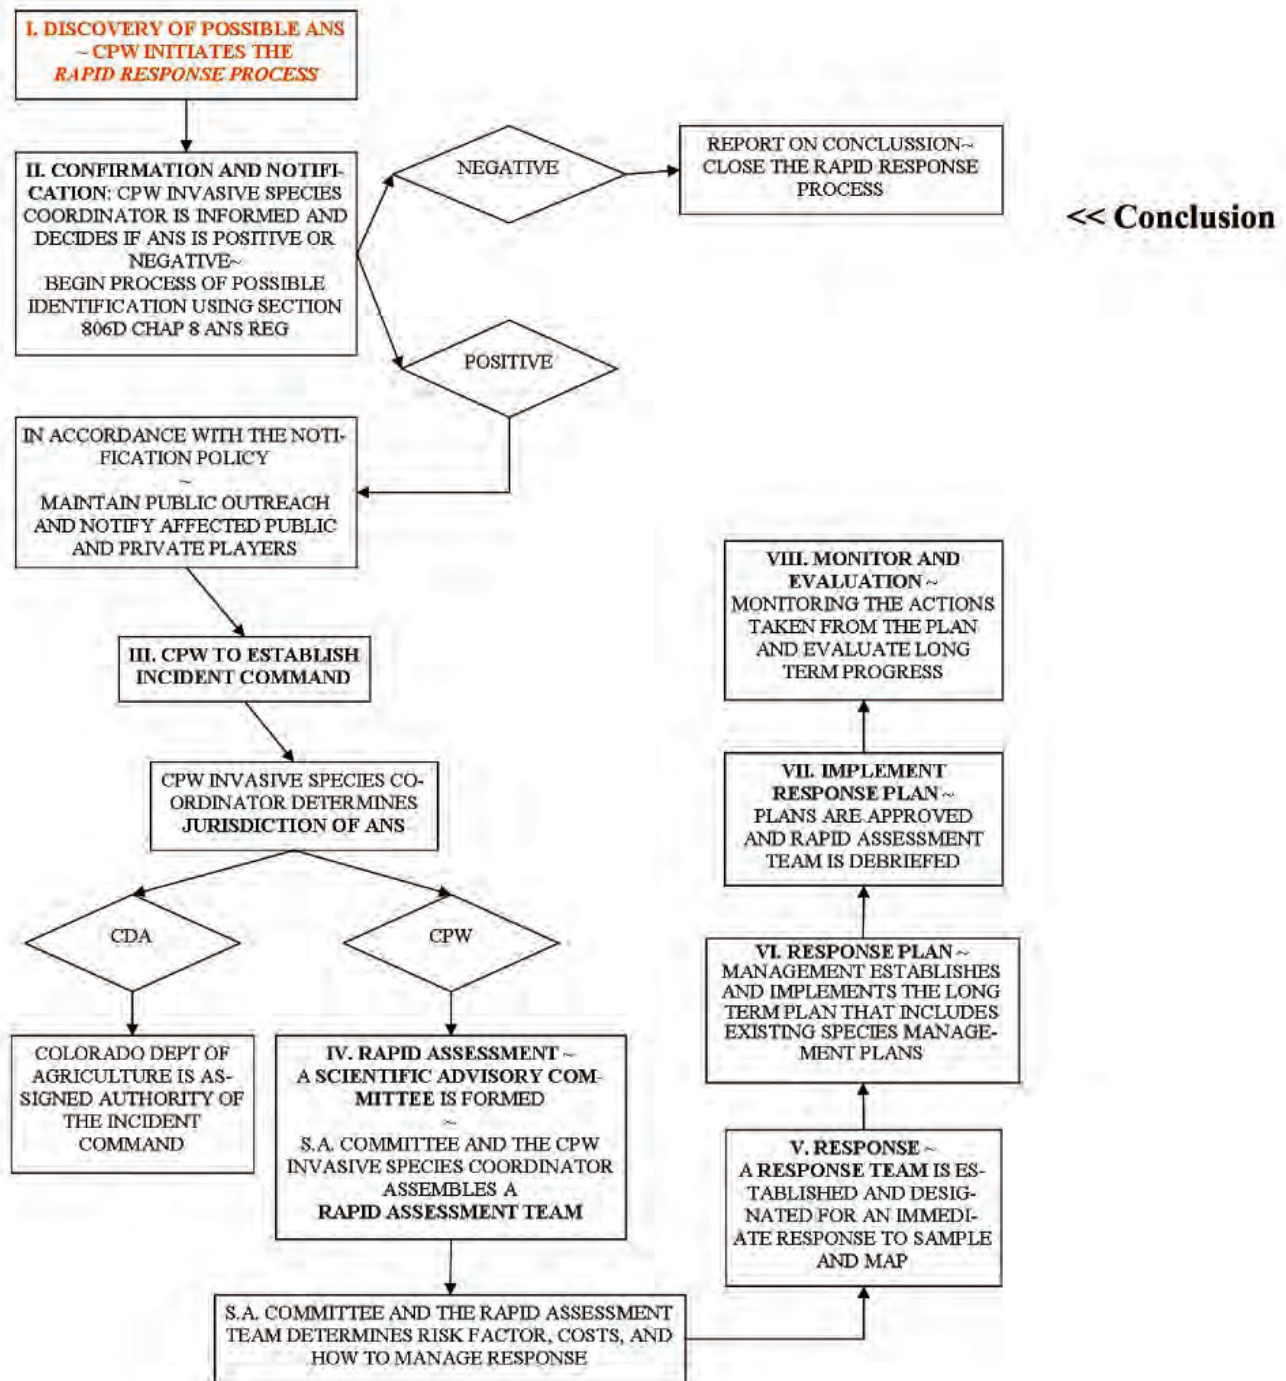 I. DISCOVERY OF POSSIBLE ANS
~ CPW INITIATES THE
RAPID RESPONSE PROCESS
II. CONFIRMATION AND NOTIFI-
CATION: CPW INVASIVE SPECIES
COORDINATOR IS INFORMED AND
DECIDES IF ANS IS POSITIVE OR
NEGATIVE~
BEGIN PROCESS OF POSSIBLE
IDENTIFICATION USING SECTION
806D CHAP 8 ANS REG
NEGATIVE
REPORT ON CONCLUSSION~
CLOSE THE RAPID RESPONSE
PROCESS
<< Conclusion
POSITIVE
IN ACCORDANCE WITH THE NOTI-
FICATION POLICY
~
MAINTAIN PUBLIC OUTREACH
AND NOTIFY AFFECTED PUBLIC
AND PRIVATE PLAYERS
III. CPW TO ESTABLISH
INCIDENT COMMAND
CPW INVASIVE SPECIES CO-
ORDINATOR DETERMINES
JURISDICTION OF ANS
CDA
CPW
COLORADO DEPT OF
AGRICULTURE IS AS-
SIGNED AUTHORITY OF
THE INCIDENT
COMMAND
IV. RAPID ASSESSMENT ~
A SCIENTIFIC ADVISORY COM-
MITTEE IS FORMED
~
S.A. COMMITTEE AND THE CPW
INVASIVE SPECIES COORDINATOR
ASSEMBLES A
RAPID ASSESSMENT TEAM
S.A. COMMITTEE AND THE RAPID ASSESSMENT
TEAM DETERMINES RISK FACTOR, COSTS, AND
HOW TO MANAGE RESPONSE
V. RESPONSE ~
A RESPONSE TEAM IS ES-
TABLISHED AND DESIG-
NATED FOR AN IMMEDI-
ATE RESPONSE TO SAMPLE
AND MAP
VI. RESPONSE PLAN ~
MANAGEMENT ESTABLISHES
AND IMPLEMENTS THE LONG
TERM PLAN THAT INCLUDES
EXISTING SPECIES MANAGE-
MENT PLANS
VII. IMPLEMENT
RESPONSE PLAN ~
PLANS ARE APPROVED
AND RAPID ASSESSMENT
TEAM IS DEBRIEFED
VIII. MONITOR AND
EVALUATION ~
MONITORING THE ACTIONS
TAKEN FROM THE PLAN
AND EVALUATE LONG
TERM PROGRESS